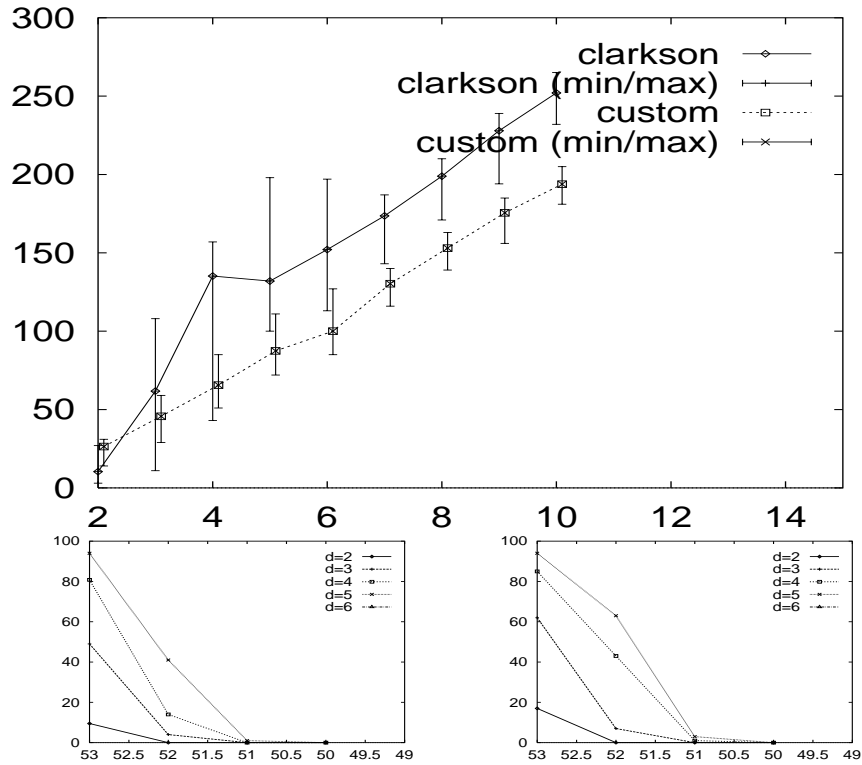 300
250
200
150
100
50
0
2 4 6 8 10 12 14
clarkson
clarkson (min/max)
custom
custom (min/max)
100
80
60
40
20
0
53 52.5 52 51.5 51 50.5 50 49.5 49
d=2
d=3
d=4
d=5
d=6
100
80
60
40
20
0
53 52.5 52 51.5 51 50.5 50 49.5 49
d=2
d=3
d=4
d=5
d=6